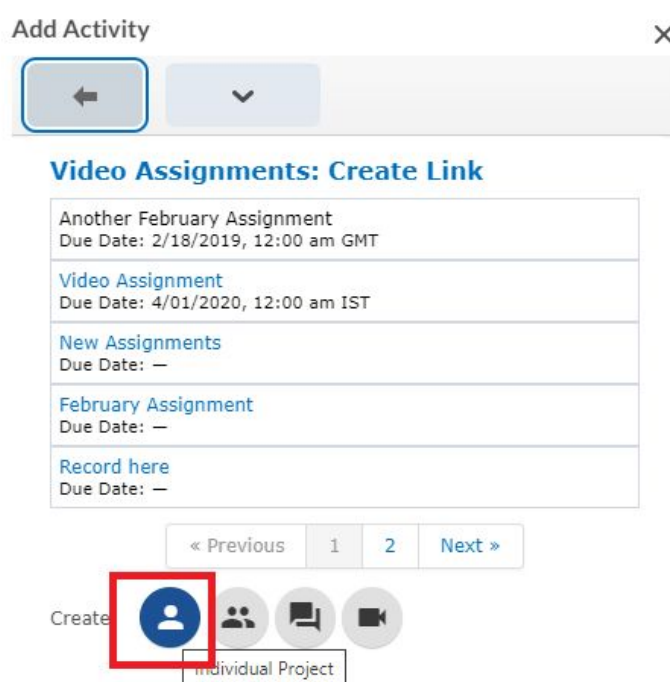 Add Activity
Video Assignments: Create Link
Another February Assignment
Due Date: 2/18/2019, 12:00 am GMT
Video Assignment
Due Date: 4/01/2020, 12:00 am IST
New Assignments
Due Date: —
February Assignment
Due Date: —
Record here
Due Date: —
« Previous 1 2 Next »
Create
Individual Project